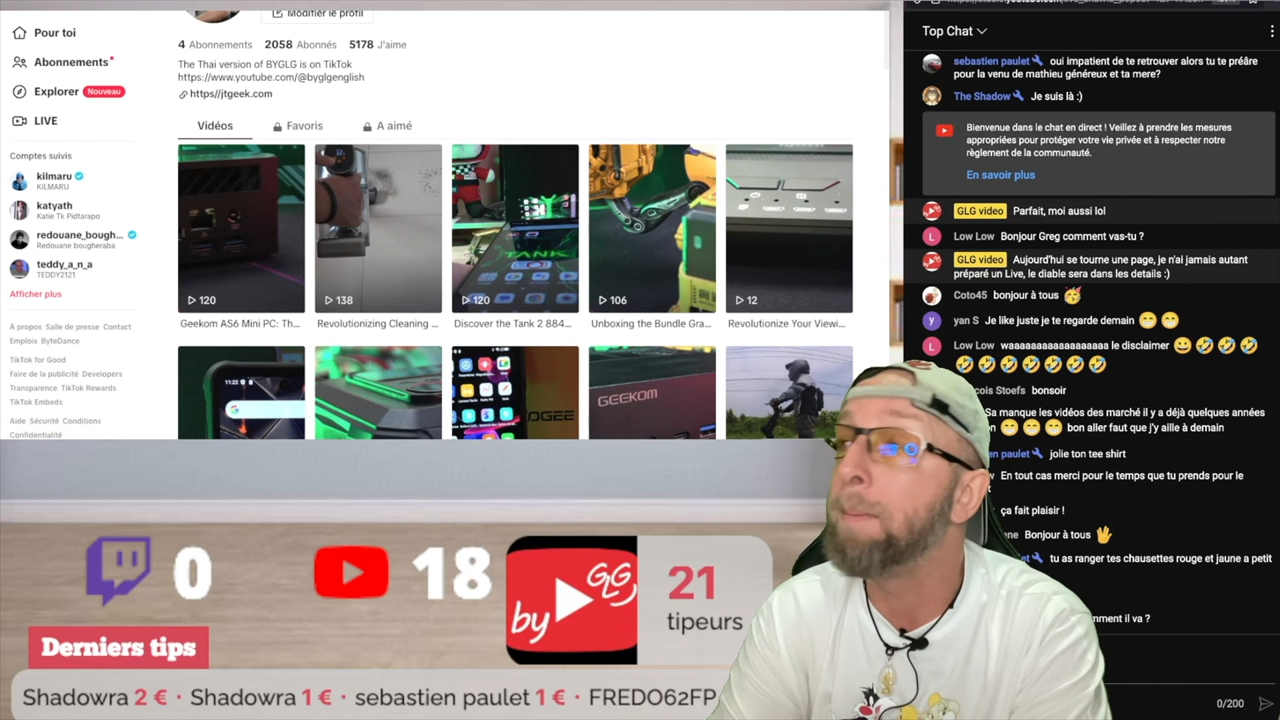 Modifier le profil
Pour toi
Abonnements
Explorer Nouveau
LIVE
Comptes suivis
kilmaru
KILMARU
katyath
Katie Tk Pidtarapo
redouane_bough...
Redouane bougheraba
teddy_a_n_a
TEDDY2121
Afficher plus
À propos Salle de presse Contact
Emplois ByteDance
TikTok for Good
Faire de la publicité Developers
Transparence TikTok Rewards
TikTok Embeds
Aide Sécurité Conditions
Confidentialité
4 Abonnements 2058 Abonnés 5178 J'aime
The Thai version of BYGLG is on TikTok
https://www.youtube.com/@byglgenglish
https//jtgeek.com
Vidéos Favoris A aimé
TANK
120 138 120 106 12
Geekom AS6 Mini PC: Th... Revolutionizing Cleaning ... Discover the Tank 2 884... Unboxing the Bundle Gra... Revolutionize Your Viewi...
11:22
GEEKOM
0 18
by GLG
21
tipeurs
Derniers tips
Shadowra 2 € · Shadowra 1 € · sebastien paulet 1 € · FREDO62FP
Top Chat
sebastien paulet oui impatient de te retrouver alors tu te préâre
pour la venu de mathieu généreux et ta mere?
The Shadow Je suis là :)
Bienvenue dans le chat en direct ! Veillez à prendre les mesures
appropriées pour protéger votre vie privée et à respecter notre
règlement de la communauté.
En savoir plus
GLG video Parfait, moi aussi lol
L Low Low Bonjour Greg comment vas-tu ?
GLG video Aujourd'hui se tourne une page, je n'ai jamais autant
préparé un Live, le diable sera dans les details :)
Coto45 bonjour à tous 🥳
y yan S Je like juste je te regarde demain 😁 😁
L Low Low waaaaaaaaaaaaaaaaaaa le disclaimer 😀 🤣 🤣 🤣
🤣 🤣 🤣 🤣 🤣 🤣 🤣
cois Stoefs bonsoir
Sa manque les vidéos des marché il y a déjà quelques années
😁 😁 😁 bon aller faut que j'y aille à demain
en paulet jolie ton tee shirt
En tout cas merci pour le temps que tu prends pour le
ça fait plaisir !
Bonjour à tous 🖖
tu as ranger tes chausettes rouge et jaune a petit
mment il va ?
0/200